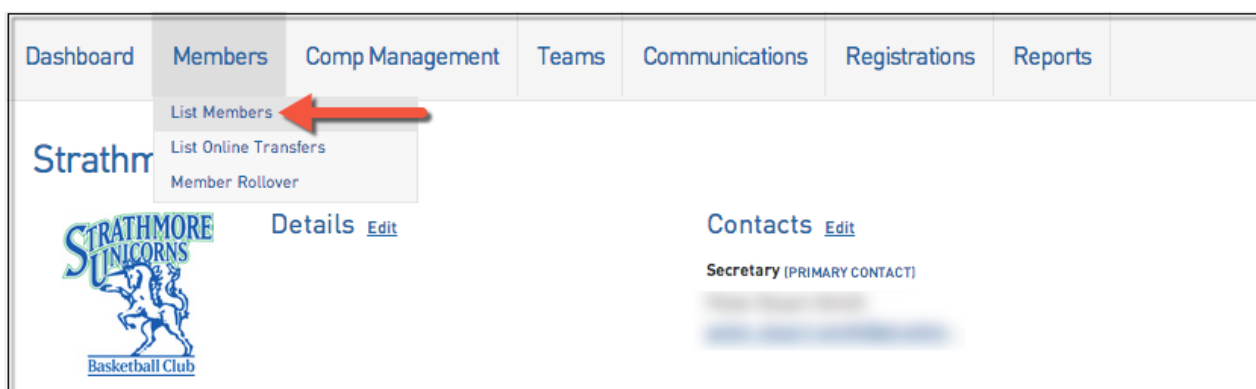 Dashboard Members Comp Management Teams Communications Registrations Reports
List Members
List Online Transfers
Member Rollover
STRATHMORE
UNICORNS
Basketball Club
Details Edit
Contacts Edit
Secretary (PRIMARY CONTACT)